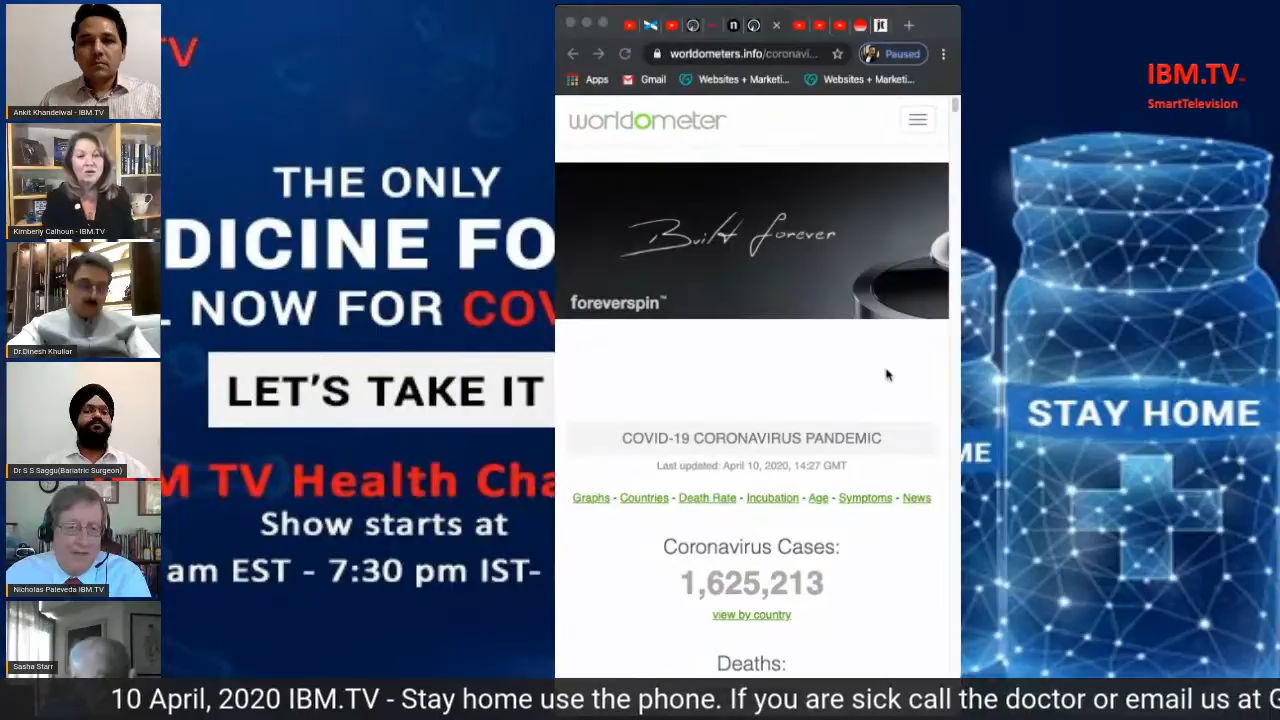 TV
Ankit Khandelwal - IBM.TV
Kimberly Calhoun - IBM.TV
Dr.Dinesh Khullar
Dr S S Saggu(Bariatric Surgeon)
Nicholas Paleveda IBM.TV
Sasha Starr
THE ONLY
DICINE FO
NOW FOR COV
LET'S TAKE IT
M TV Health Cha
Show starts at
am EST - 7:30 pm IST-
worldometers.info/coronavi...
Paused
Apps
Gmail
Websites + Marketi...
Websites + Marketi...
worldometer
Built forever
foreverspin™
COVID-19 CORONAVIRUS PANDEMIC
Last updated: April 10, 2020, 14:27 GMT
Graphs - Countries - Death Rate - Incubation - Age - Symptoms - News
Coronavirus Cases:
1,625,213
view by country
Deaths:
IBM.TV
SmartTelevision
STAY HOME
ME
10 April, 2020 IBM.TV - Stay home use the phone. If you are sick call the doctor or email us at G